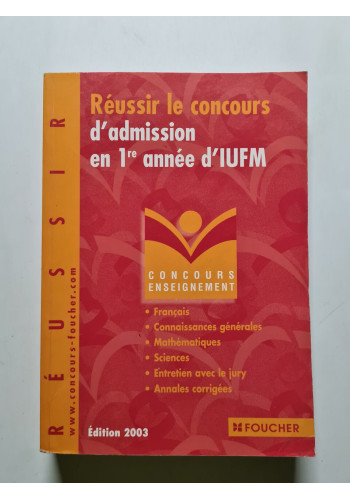 Réussir le concours
d'admission
en 1re année d'IUFM
RÉUSSIR
www.concours-foucher.com
CONCOURS
ENSEIGNEMENT
• Français
• Connaissances générales
• Mathématiques
• Sciences
• Entretien avec le jury
• Annales corrigées
Édition 2003
FOUCHER